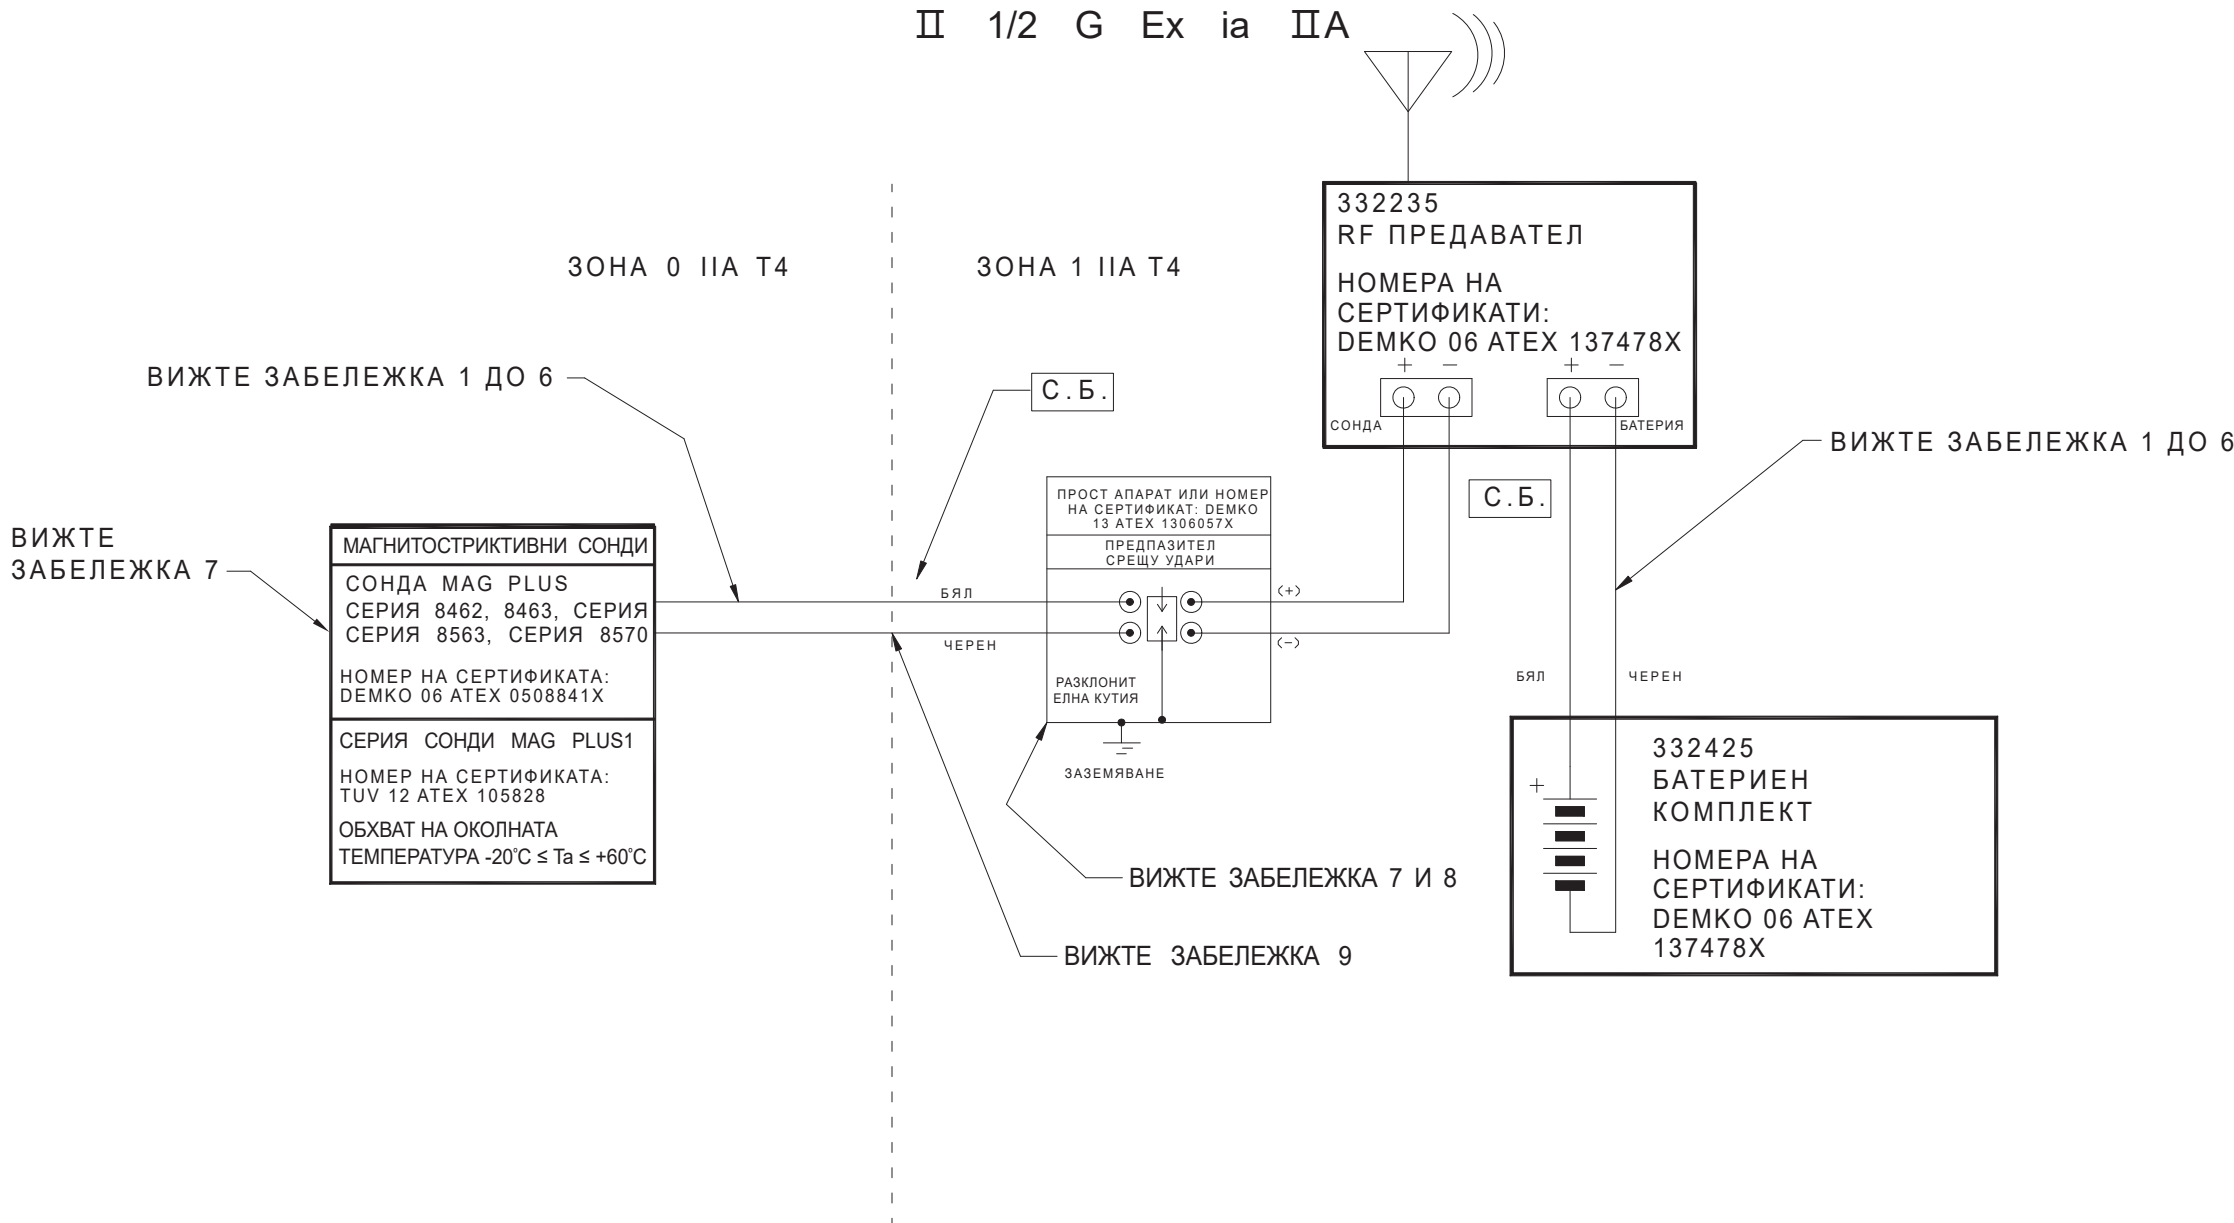 II 1/2 G Ex ia IIA
ЗОНА 0 IIA T4
ЗОНА 1 IIA T4
332235
RF ПРЕДАВАТЕЛ
НОМЕРА НА
СЕРТИФИКАТИ:
DEMKO 06 ATEX 137478X
+ −
+ −
СОНДА
БАТЕРИЯ
ВИЖТЕ ЗАБЕЛЕЖКА 1 ДО 6
С.Б.
ВИЖТЕ ЗАБЕЛЕЖКА 1 ДО 6
С.Б.
ПРОСТ АПАРАТ ИЛИ НОМЕР
НА СЕРТИФИКАТ: DEMKO
13 ATEX 1306057X
ПРЕДПАЗИТЕЛ
СРЕЩУ УДАРИ
ВИЖТЕ
ЗАБЕЛЕЖКА 7
МАГНИТОСТРИКТИВНИ СОНДИ
СОНДА MAG PLUS
СЕРИЯ 8462, 8463, СЕРИЯ
СЕРИЯ 8563, СЕРИЯ 8570
НОМЕР НА СЕРТИФИКАТА:
DEMKO 06 ATEX 0508841X
СЕРИЯ СОНДИ MAG PLUS1
НОМЕР НА СЕРТИФИКАТА:
TUV 12 ATEX 105828
ОБХВАТ НА ОКОЛНАТА
ТЕМПЕРАТУРА -20°C ≤ Ta ≤ +60°C
БЯЛ
ЧЕРЕН
(+)
(−)
РАЗКЛОНИТ
ЕЛНА КУТИЯ
ЗАЗЕМЯВАНЕ
БЯЛ
ЧЕРЕН
+
332425
БАТЕРИЕН
КОМПЛЕКТ
НОМЕРА НА
СЕРТИФИКАТИ:
DEMKO 06 ATEX
137478X
ВИЖТЕ ЗАБЕЛЕЖКА 7 И 8
ВИЖТЕ ЗАБЕЛЕЖКА 9